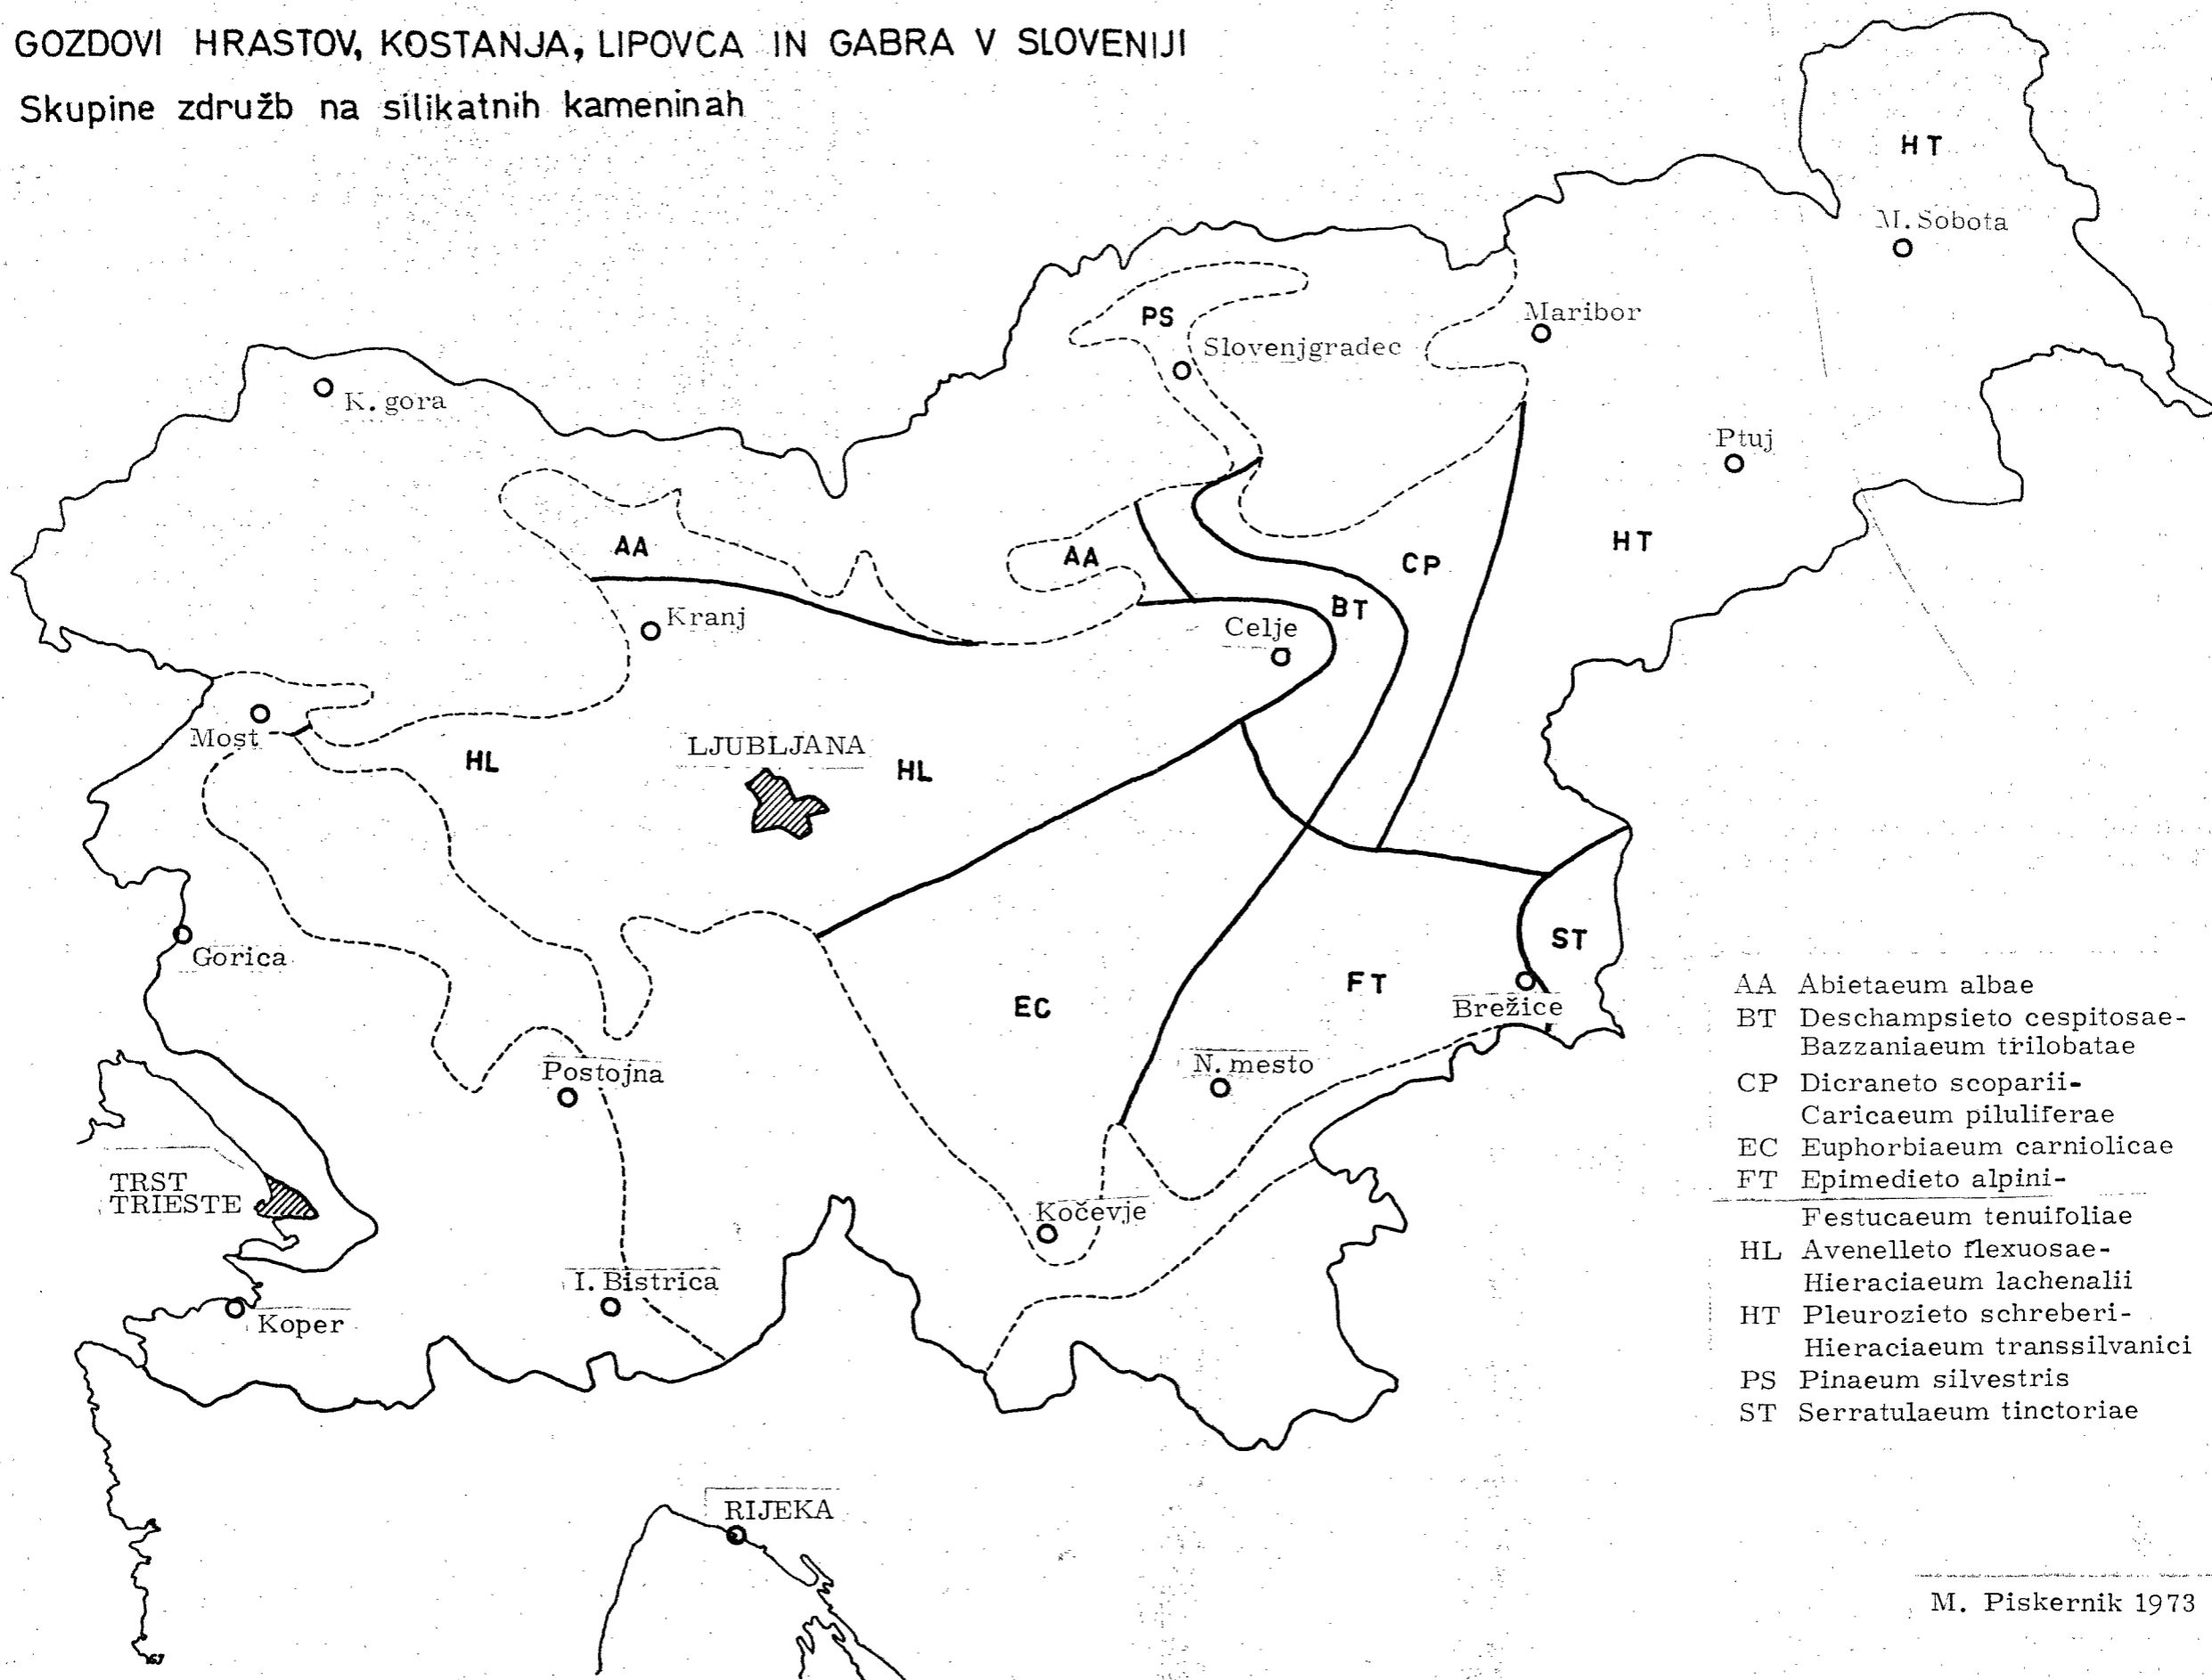 GOZDOVI HRASTOV, KOSTANJA, LIPOVCA IN GABRA V SLOVENIJI
Skupine združb na silikatnih kameninah
HT
M. Sobota
Maribor
PS
Slovenjgradec
K. gora
Ptuj
AA
AA
CP
HT
BT
Kranj
Celje
Most
HL
LJUBLJANA
HL
Gorica
ST
EC
FT
Brežice
Postojna
N. mesto
TRST
TRIESTE
Kočevje
I. Bistrica
Koper
RIJEKA
AA Abietaeum albae
BT Deschampsieto cespitosae-
Bazzaniaeum trilobatae
CP Dicraneto scoparii-
Caricaeum piluliferae
EC Euphorbiaeum carniolicae
FT Epimedieto alpini-
Festucaeum tenuifoliae
HL Avenelleto flexuosae-
Hieraciaeum lachenalii
HT Pleurozieto schreberi-
Hieraciaeum transsilvanici
PS Pinaeum silvestris
ST Serratulaeum tinctoriae
M. Piskernik 1973